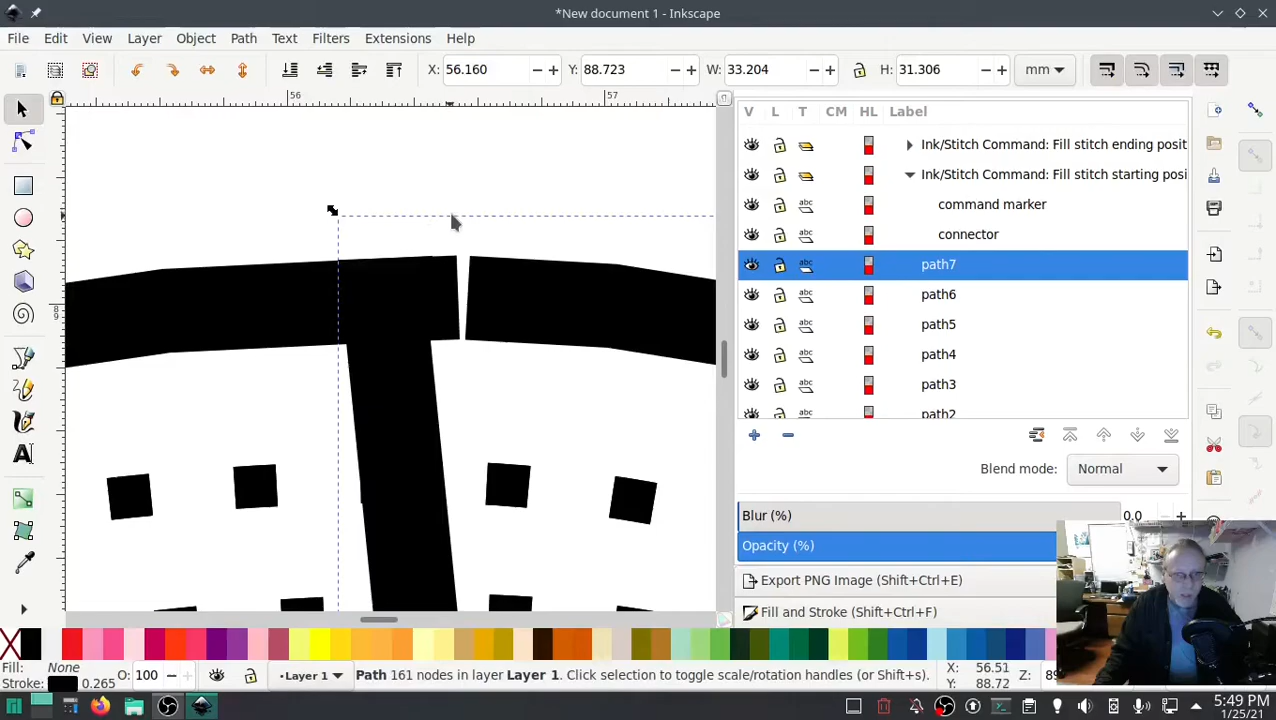 *New document 1 - Inkscape
File Edit View Layer Object Path Text Filters Extensions Help
X: 56.160 Y: 88.723 W: 33.204 H: 31.306 mm
56 57
V L T CM HL Label
Ink/Stitch Command: Fill stitch ending posit
Ink/Stitch Command: Fill stitch starting posi
command marker
connector
path7
path6
path5
path4
path3
path2
Blend mode: Normal
Blur (%) 0.0
Opacity (%)
Export PNG Image (Shift+Ctrl+E)
Fill and Stroke (Shift+Ctrl+F)
Fill: None
Stroke: 0.265
O: 100
•Layer 1
Path 161 nodes in layer Layer 1. Click selection to toggle scale/rotation handles (or Shift+s).
X: 56.51
Y: 88.72
Z:
5:49 PM
1/25/21